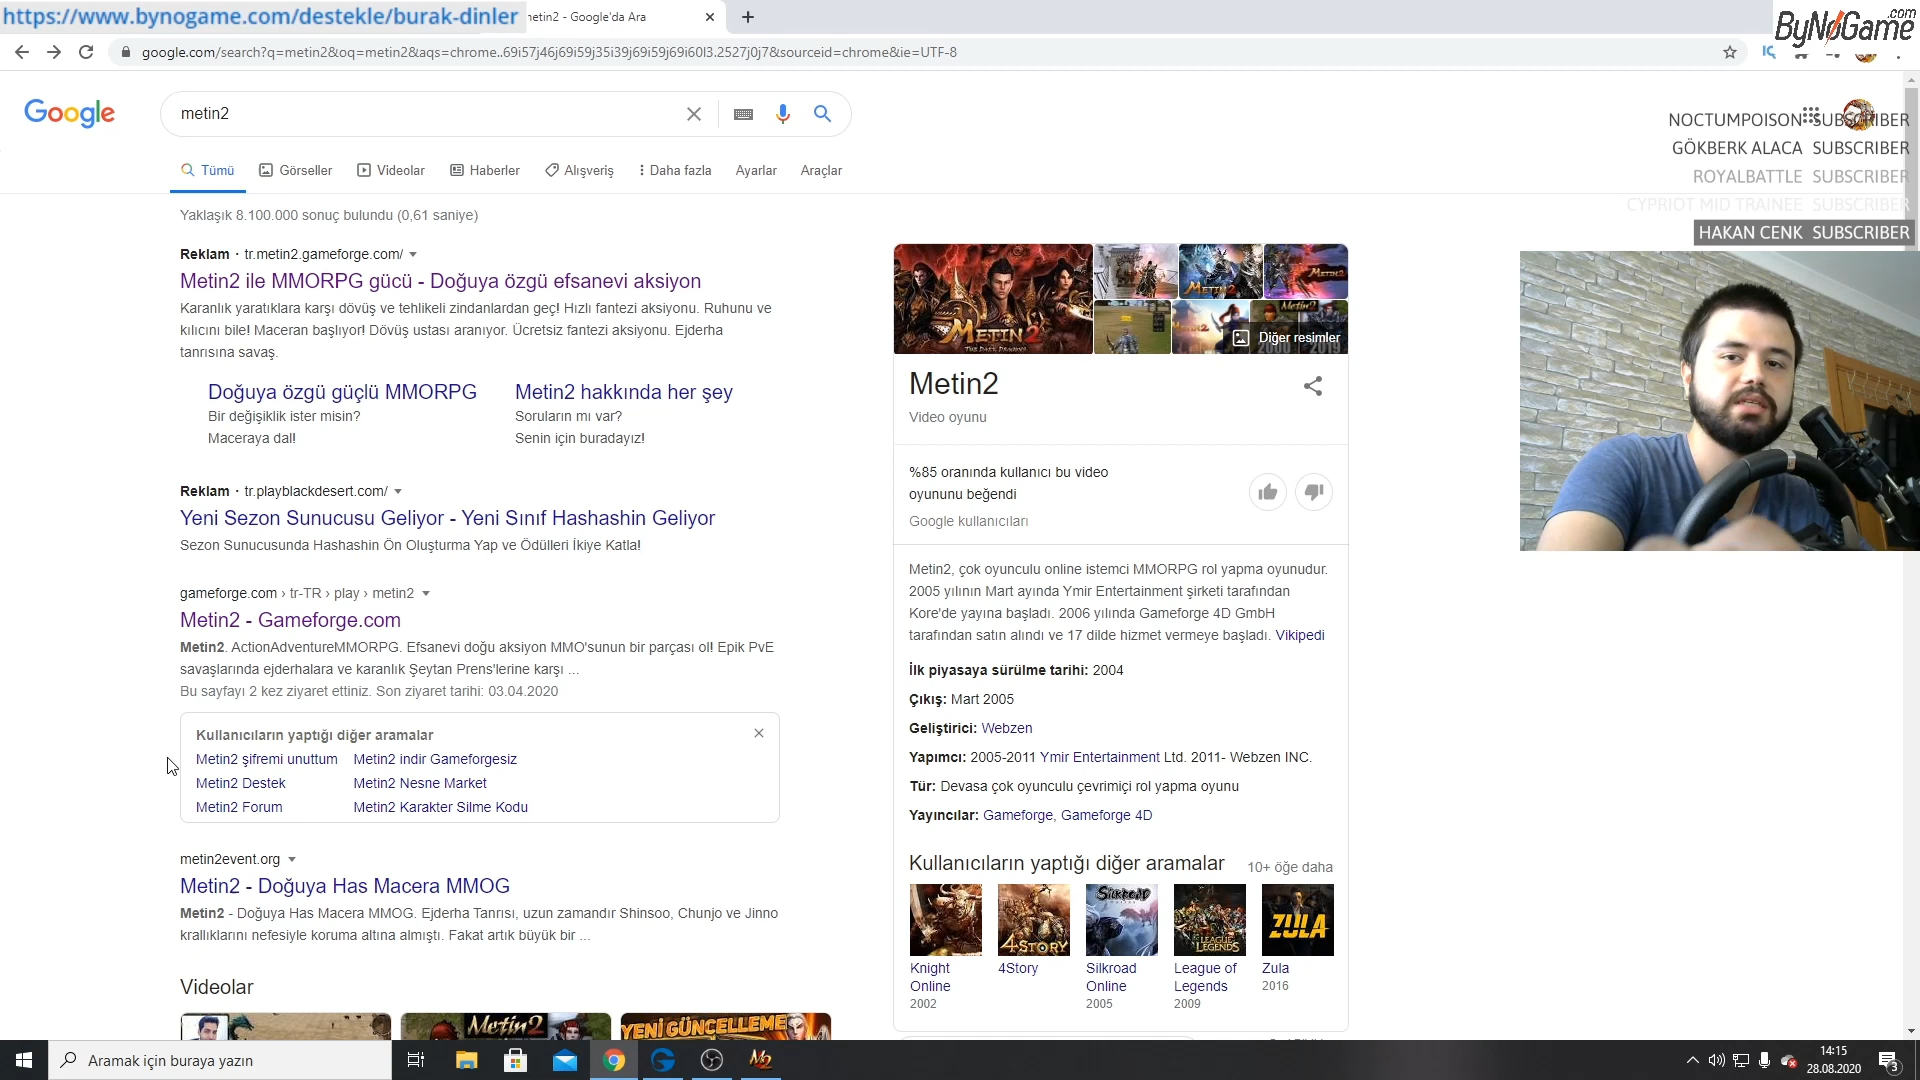 https://www.bynogame.com/destekle/burak-dinler
metin2 - Google'da Ara
ByNoGame.com
google.com/search?q=metin2&oq=metin2&aqs=chrome..69i57j46j69i59j35i39j69i59j69i60l3.2527j0j7&sourceid=chrome&ie=UTF-8
Google
metin2
NOCTUMPOISON SUBSCRIBER
GÖKBERK ALACA SUBSCRIBER
ROYALBATTLE SUBSCRIBER
CYPRIOT MID TRAINEE SUBSCRIBER
HAKAN CENK SUBSCRIBER
Tümü Görseller Videolar Haberler Alışveriş Daha fazla Ayarlar Araçlar
Yaklaşık 8.100.000 sonuç bulundu (0,61 saniye)
Reklam · tr.metin2.gameforge.com/
Metin2 ile MMORPG gücü - Doğuya özgü efsanevi aksiyon
Karanlık yaratıklara karşı dövüş ve tehlikeli zindanlardan geç! Hızlı fantezi aksiyonu. Ruhunu ve
kılıcını bile! Maceran başlıyor! Dövüş ustası aranıyor. Ücretsiz fantezi aksiyonu. Ejderha
tanrısına savaş.
Doğuya özgü güçlü MMORPG
Bir değişiklik ister misin?
Maceraya dal!
Metin2 hakkında her şey
Soruların mı var?
Senin için buradayız!
Reklam · tr.playblackdesert.com/
Yeni Sezon Sunucusu Geliyor - Yeni Sınıf Hashashin Geliyor
Sezon Sunucusunda Hashashin Ön Oluşturma Yap ve Ödülleri İkiye Katla!
gameforge.com › tr-TR › play › metin2
Metin2 - Gameforge.com
Metin2. ActionAdventureMMORPG. Efsanevi doğu aksiyon MMO'sunun bir parçası ol! Epik PvE
savaşlarında ejderhalara ve karanlık Şeytan Prens'lerine karşı ...
Bu sayfayı 2 kez ziyaret ettiniz. Son ziyaret tarihi: 03.04.2020
Kullanıcıların yaptığı diğer aramalar
Metin2 şifremi unuttum Metin2 indir Gameforgesiz
Metin2 Destek Metin2 Nesne Market
Metin2 Forum Metin2 Karakter Silme Kodu
metin2event.org
Metin2 - Doğuya Has Macera MMOG
Metin2 - Doğuya Has Macera MMOG. Ejderha Tanrısı, uzun zamandır Shinsoo, Chunjo ve Jinno
krallıklarını nefesiyle koruma altına almıştı. Fakat artık büyük bir ...
Videolar
Metin2
YENİ GÜNCELLEME
METIN2
METIN2
METIN2
Metin2
Diğer resimler
Metin2
Video oyunu
%85 oranında kullanıcı bu video
oyununu beğendi
Google kullanıcıları
Metin2, çok oyunculu online istemci MMORPG rol yapma oyunudur.
2005 yılının Mart ayında Ymir Entertainment şirketi tarafından
Kore'de yayına başladı. 2006 yılında Gameforge 4D GmbH
tarafından satın alındı ve 17 dilde hizmet vermeye başladı. Vikipedi
İlk piyasaya sürülme tarihi: 2004
Çıkış: Mart 2005
Geliştirici: Webzen
Yapımcı: 2005-2011 Ymir Entertainment Ltd. 2011- Webzen INC.
Tür: Devasa çok oyunculu çevrimiçi rol yapma oyunu
Yayıncılar: Gameforge, Gameforge 4D
Kullanıcıların yaptığı diğer aramalar 10+ öğe daha
4STORY
SILKROAD
LEAGUE of LEGENDS
ZULA
Knight Online
2002
4Story
Silkroad Online
2005
League of Legends
2009
Zula
2016
Aramak için buraya yazın
14:15
28.08.2020
3